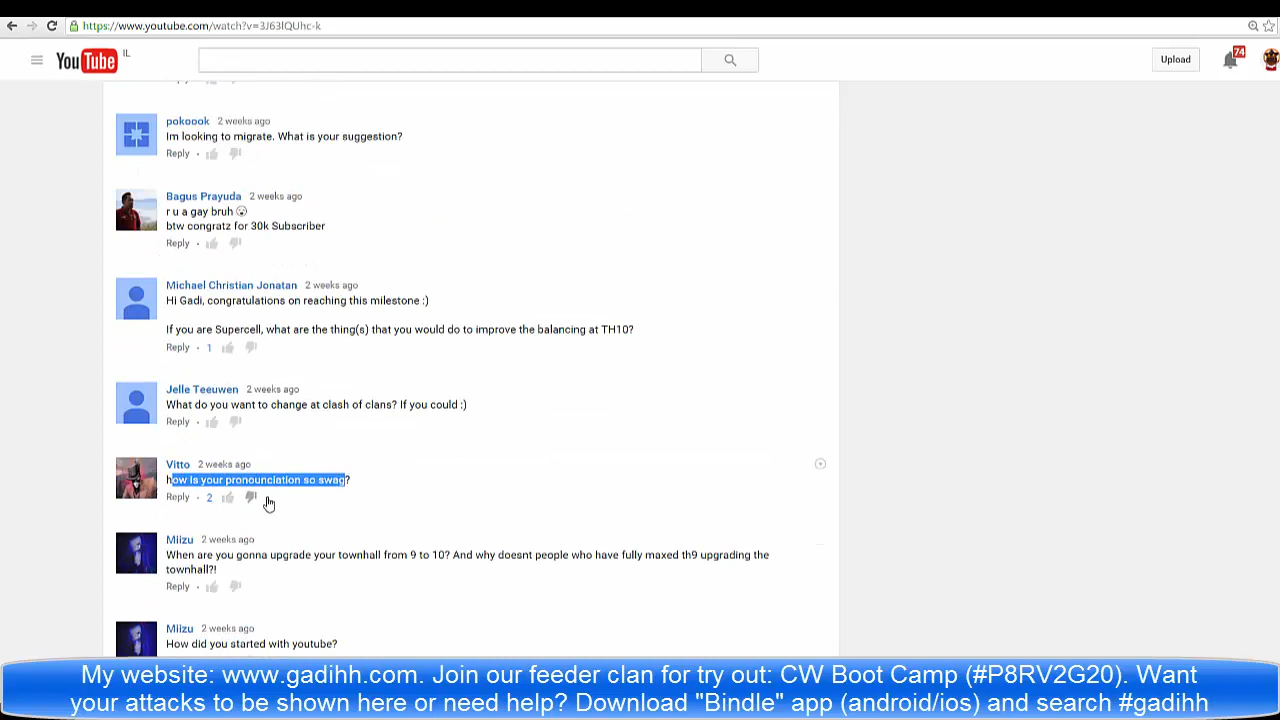 https://www.youtube.com/watch?v=3J63lQUhc-k
YouTube IL
Upload
74
pokoook 2 weeks ago
Im looking to migrate. What is your suggestion?
Reply
Bagus Prayuda 2 weeks ago
r u a gay bruh 😮
btw congratz for 30k Subscriber
Reply
Michael Christian Jonatan 2 weeks ago
Hi Gadi, congratulations on reaching this milestone :)
If you are Supercell, what are the thing(s) that you would do to improve the balancing at TH10?
Reply · 1
Jelle Teeuwen 2 weeks ago
What do you want to change at clash of clans? If you could :)
Reply
Vitto 2 weeks ago
how is your pronounciation so swag?
Reply · 2
Miizu 2 weeks ago
When are you gonna upgrade your townhall from 9 to 10? And why doesnt people who have fully maxed th9 upgrading the
townhall?!
Reply
Miizu 2 weeks ago
How did you started with youtube?
My website: www.gadihh.com. Join our feeder clan for try out: CW Boot Camp (#P8RV2G20). Want
your attacks to be shown here or need help? Download "Bindle" app (android/ios) and search #gadihh